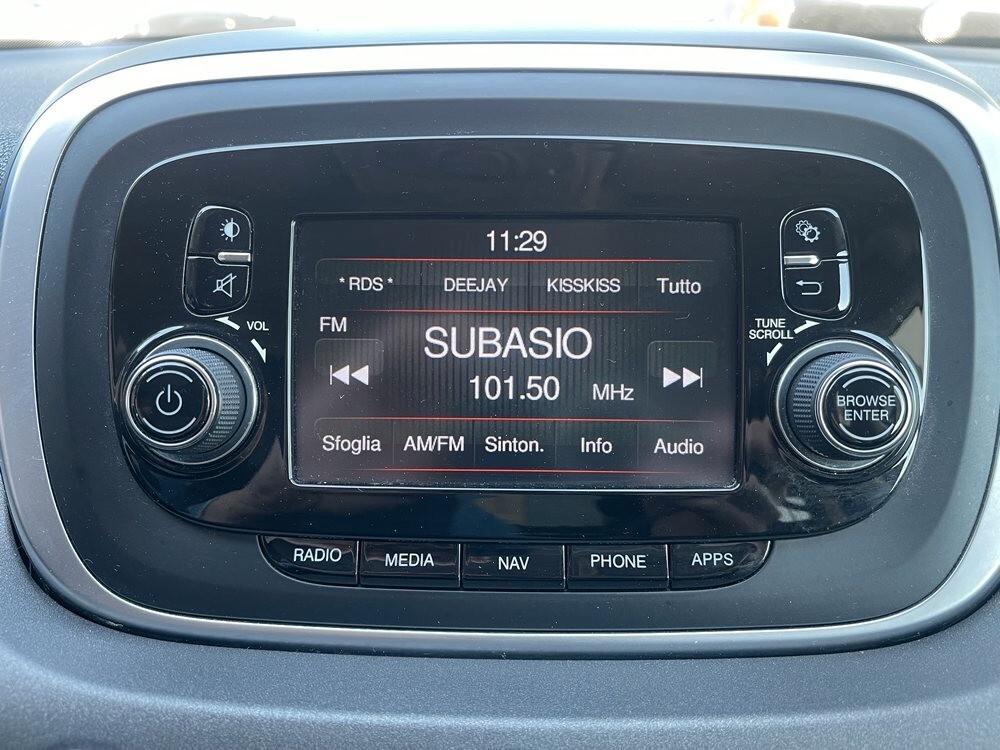 11:29
* RDS * DEEJAY KISSKISS Tutto
VOL
TUNE
SCROLL
FM
SUBASIO
101.50 MHz
BROWSE
ENTER
Sfoglia AM/FM Sinton. Info Audio
RADIO MEDIA NAV PHONE APPS